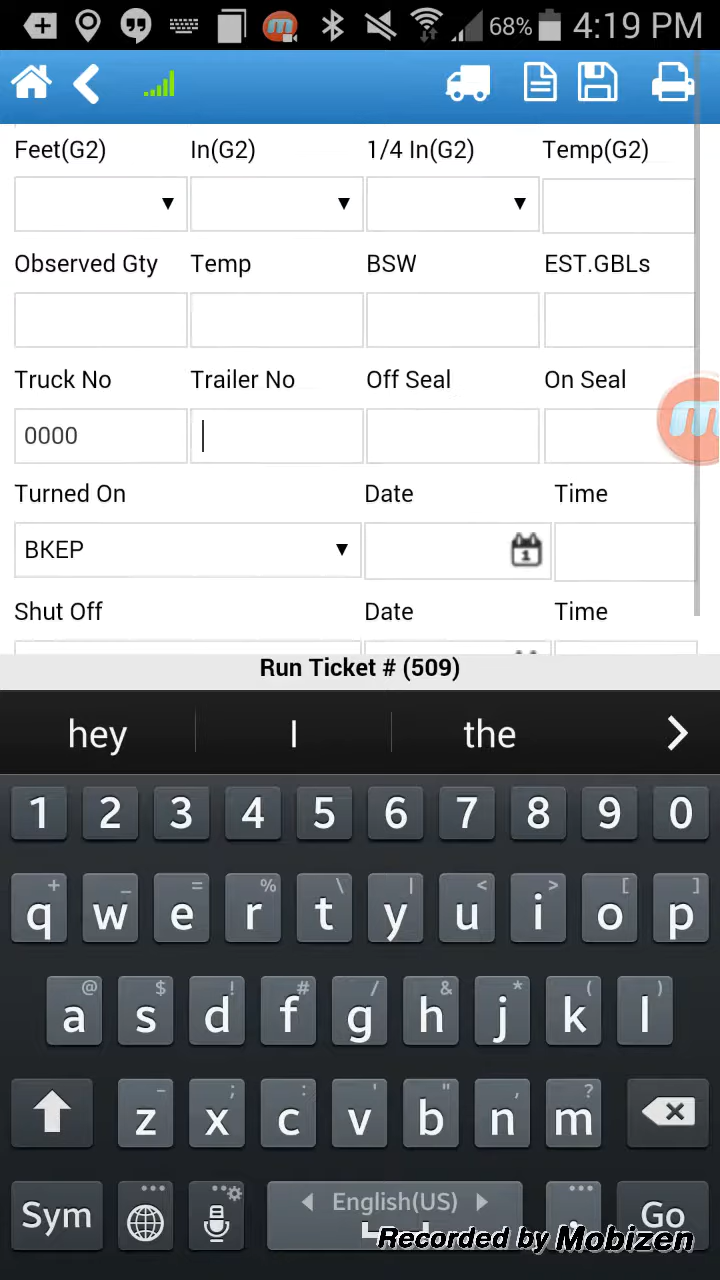 68% 4:19 PM
Feet(G2) In(G2) 1/4 In(G2) Temp(G2)
Observed Gty Temp BSW EST.GBLs
Truck No Trailer No Off Seal On Seal
0000
Turned On Date Time
BKEP 1
Shut Off Date Time
Run Ticket # (509)
hey I the
1 2 3 4 5 6 7 8 9 0
+ _ = % \ | < > [ ]
q w e r t y u i o p
@ $ ! # / & * ( )
a s d f g h j k l
- ; : ' " , ?
z x c v b n m
Sym English(US) Go
Recorded by Mobizen